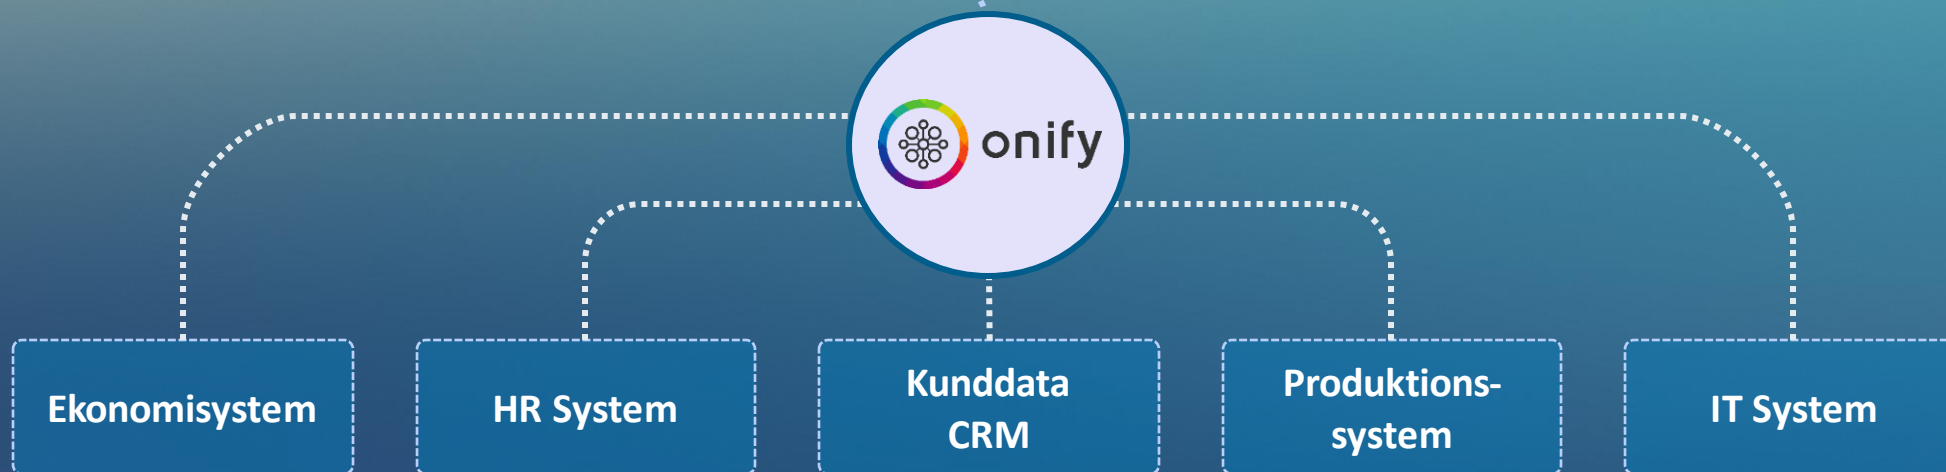 onify
Ekonomisystem
HR System
Kunddata
CRM
Produktions-
system
IT System